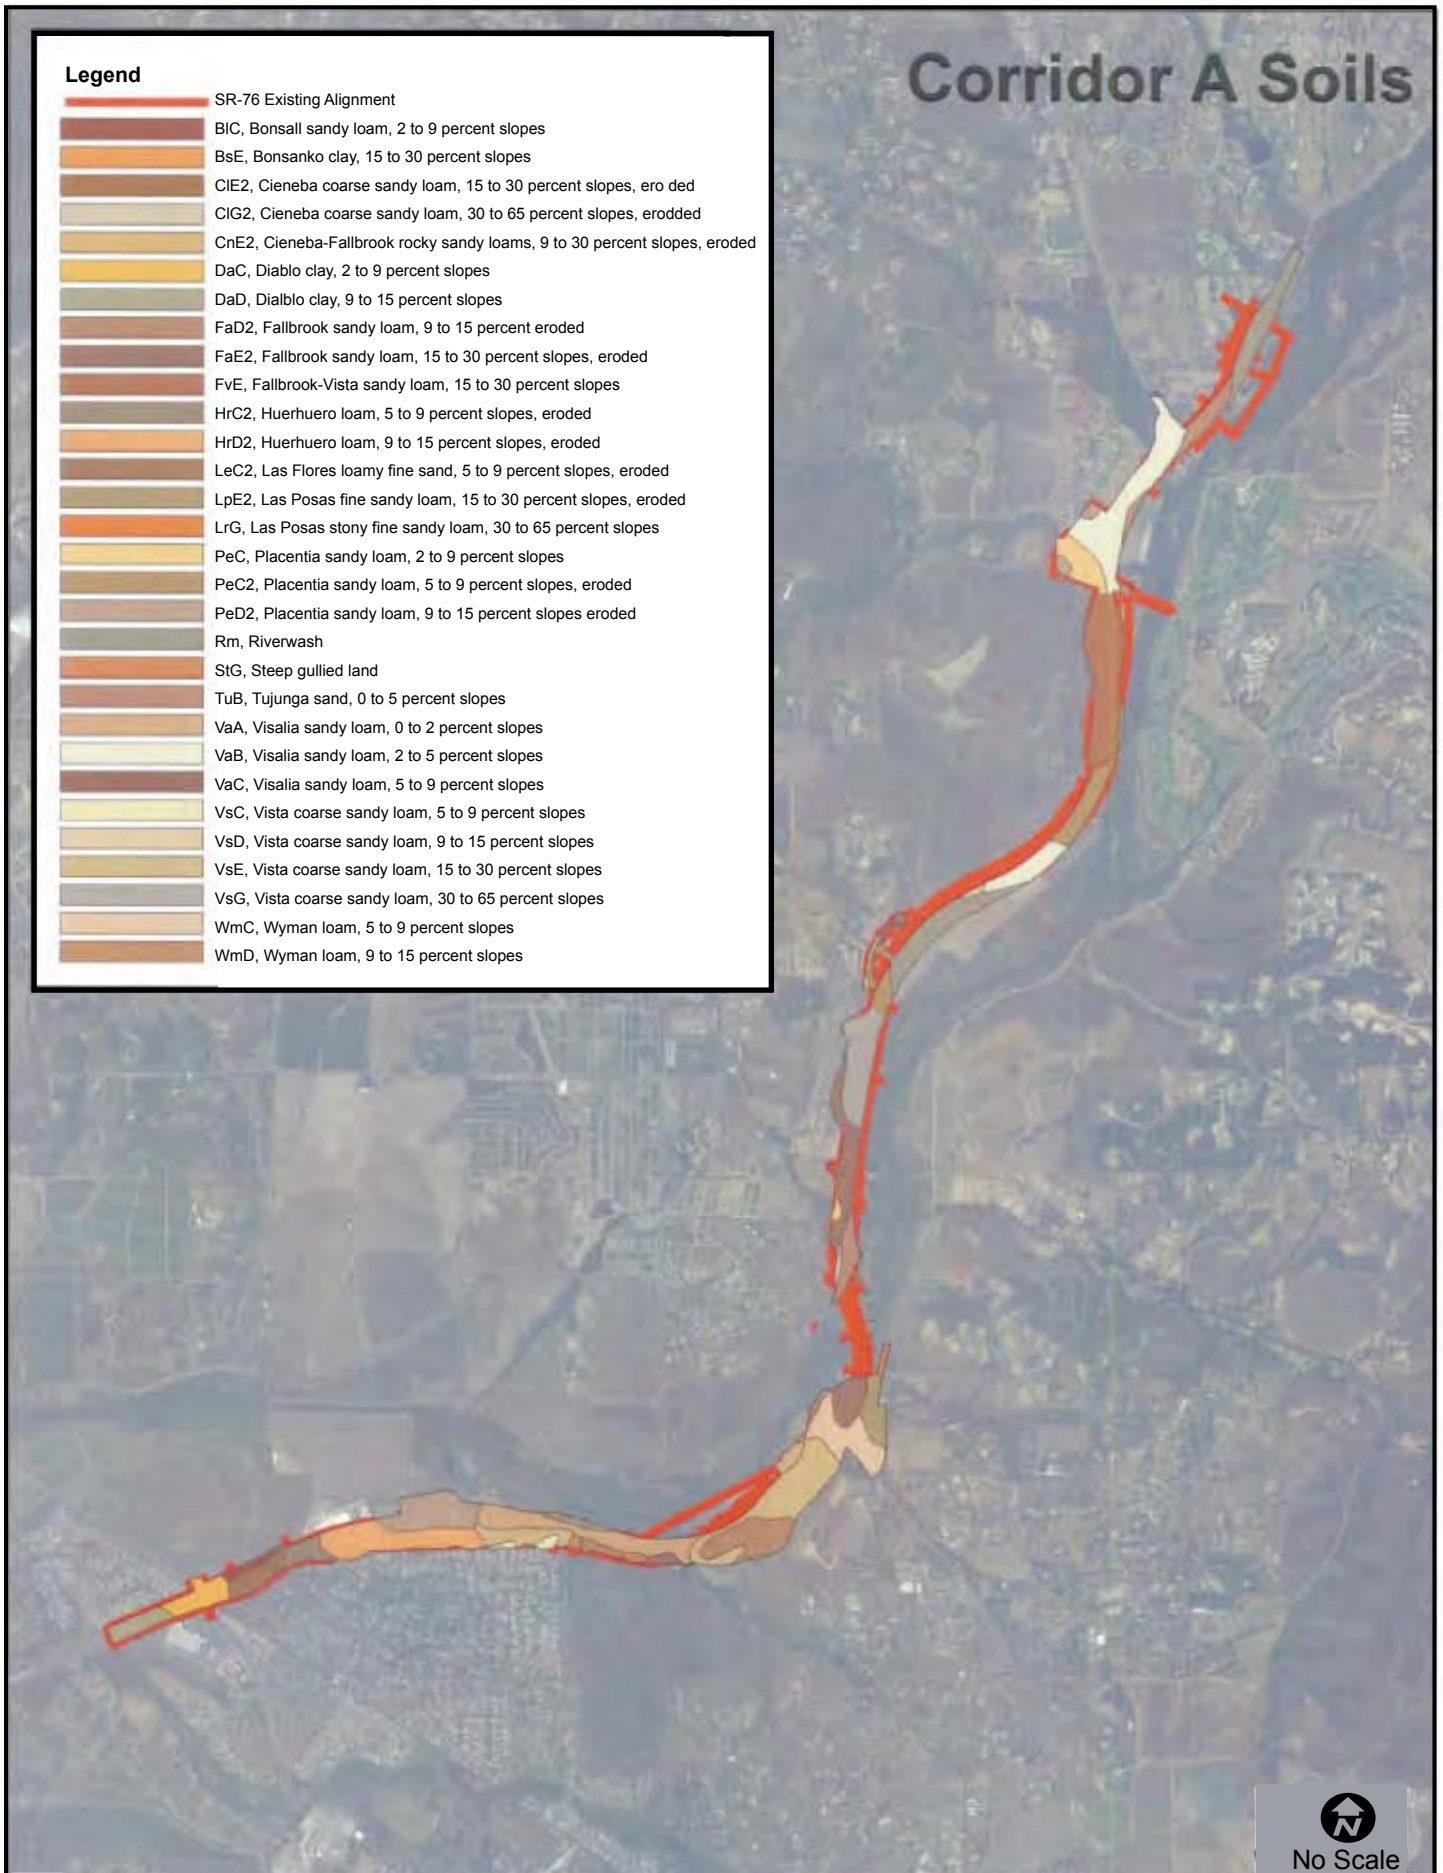 Corridor A Soils
Legend
SR-76 Existing Alignment
BlC, Bonsall sandy loam, 2 to 9 percent slopes
BsE, Bonsanko clay, 15 to 30 percent slopes
ClE2, Cieneba coarse sandy loam, 15 to 30 percent slopes, ero ded
ClG2, Cieneba coarse sandy loam, 30 to 65 percent slopes, erodded
CnE2, Cieneba-Fallbrook rocky sandy loams, 9 to 30 percent slopes, eroded
DaC, Diablo clay, 2 to 9 percent slopes
DaD, Dialblo clay, 9 to 15 percent slopes
FaD2, Fallbrook sandy loam, 9 to 15 percent eroded
FaE2, Fallbrook sandy loam, 15 to 30 percent slopes, eroded
FvE, Fallbrook-Vista sandy loam, 15 to 30 percent slopes
HrC2, Huerhuero loam, 5 to 9 percent slopes, eroded
HrD2, Huerhuero loam, 9 to 15 percent slopes, eroded
LeC2, Las Flores loamy fine sand, 5 to 9 percent slopes, eroded
LpE2, Las Posas fine sandy loam, 15 to 30 percent slopes, eroded
LrG, Las Posas stony fine sandy loam, 30 to 65 percent slopes
PeC, Placentia sandy loam, 2 to 9 percent slopes
PeC2, Placentia sandy loam, 5 to 9 percent slopes, eroded
PeD2, Placentia sandy loam, 9 to 15 percent slopes eroded
Rm, Riverwash
StG, Steep gullied land
TuB, Tujunga sand, 0 to 5 percent slopes
VaA, Visalia sandy loam, 0 to 2 percent slopes
VaB, Visalia sandy loam, 2 to 5 percent slopes
VaC, Visalia sandy loam, 5 to 9 percent slopes
VsC, Vista coarse sandy loam, 5 to 9 percent slopes
VsD, Vista coarse sandy loam, 9 to 15 percent slopes
VsE, Vista coarse sandy loam, 15 to 30 percent slopes
VsG, Vista coarse sandy loam, 30 to 65 percent slopes
WmC, Wyman loam, 5 to 9 percent slopes
WmD, Wyman loam, 9 to 15 percent slopes
N
No Scale